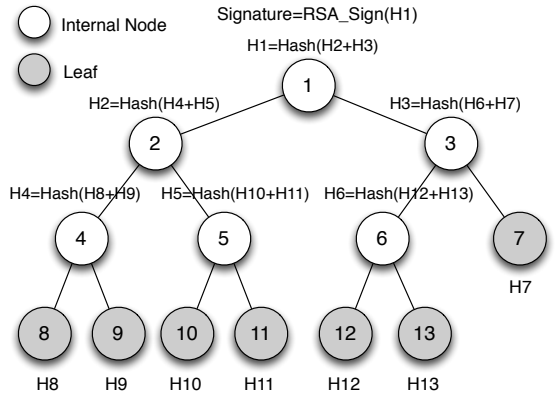 Signature=RSA_Sign(H1)
Internal Node
H1=Hash(H2+H3)
Leaf
1
H2=Hash(H4+H5)
H3=Hash(H6+H7)
2
3
H4=Hash(H8+H9)
H5=Hash(H10+H11)
H6=Hash(H12+H13)
4
5
6
7
H7
8
9
10
11
12
13
H8
H9
H10
H11
H12
H13